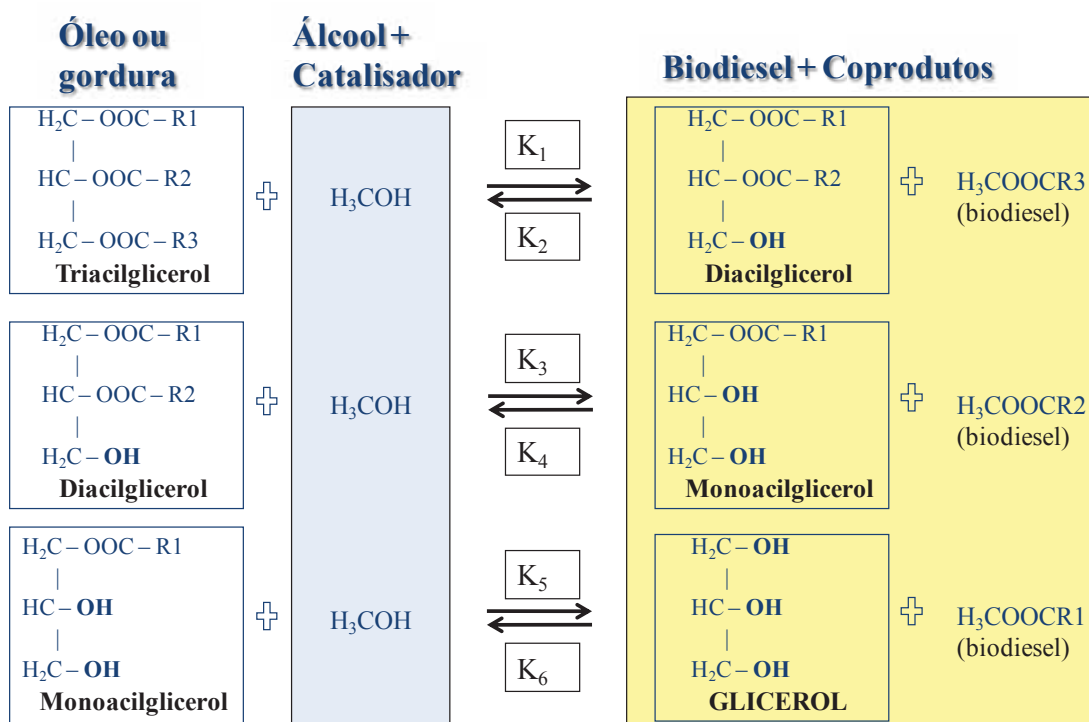 Óleo ou gordura
Álcool + Catalisador
Biodiesel + Coprodutos
H₂C – OOC – R1
|
HC – OOC – R2
|
H₂C – OOC – R3
Triacilglicerol
H₃COH
K₁
K₂
H₂C – OOC – R1
|
HC – OOC – R2
|
H₂C – OH
Diacilglicerol
H₃COOCR3
(biodiesel)
H₂C – OOC – R1
|
HC – OOC – R2
|
H₂C – OH
Diacilglicerol
H₃COH
K₃
K₄
H₂C – OOC – R1
|
HC – OH
|
H₂C – OH
Monoacilglicerol
H₃COOCR2
(biodiesel)
H₂C – OOC – R1
|
HC – OH
|
H₂C – OH
Monoacilglicerol
H₃COH
K₅
K₆
H₂C – OH
|
HC – OH
|
H₂C – OH
GLICEROL
H₃COOCR1
(biodiesel)